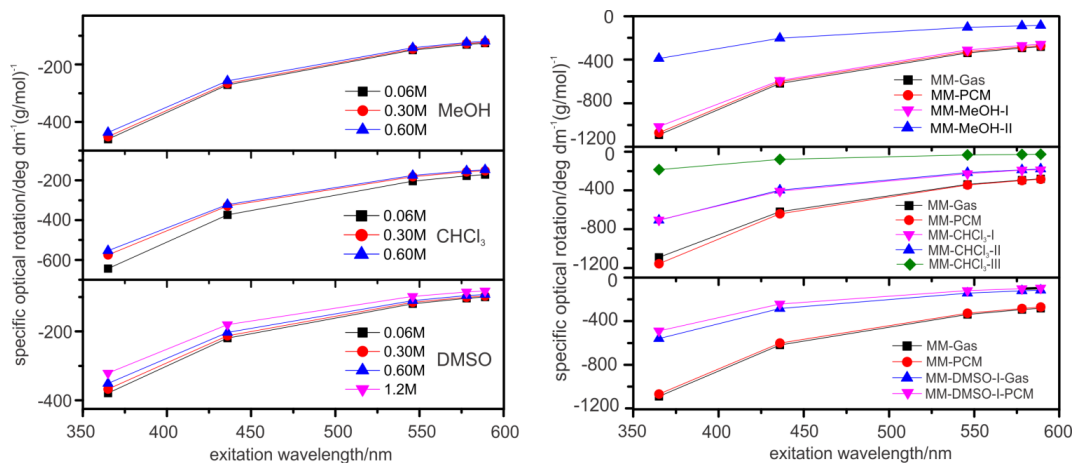 specific optical rotation/deg dm⁻¹(g/mol)⁻¹
-200
-400
0.06M
0.30M
0.60M
MeOH
-200
-400
-600
0.06M
0.30M
0.60M
CHCl₃
-200
-400
0.06M
0.30M
0.60M
1.2M
DMSO
350 400 450 500 550 600
exitation wavelength/nm
specific optical rotation/deg dm⁻¹(g/mol)⁻¹
0
-400
-800
-1200
MM-Gas
MM-PCM
MM-MeOH-I
MM-MeOH-II
0
-400
-800
-1200
MM-Gas
MM-PCM
MM-CHCl₃-I
MM-CHCl₃-II
MM-CHCl₃-III
0
-400
-800
-1200
MM-Gas
MM-PCM
MM-DMSO-I-Gas
MM-DMSO-I-PCM
350 400 450 500 550 600
exitation wavelength/nm